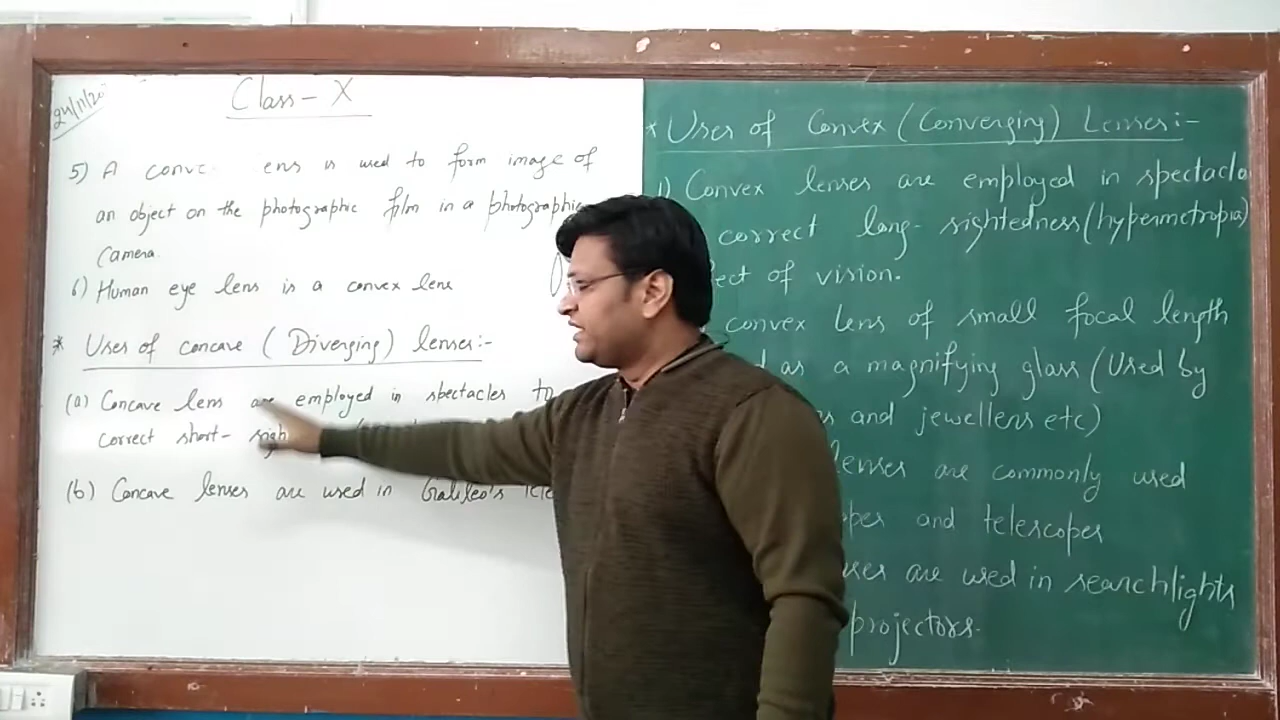 24/11/20
Class - X
5) A conv ens is used to form image of
an object on the photographic film in a photographic
Camera.
6) Human eye lens is a convex lens
* Uses of concave (Diverging) lenses:-
(a) Concave lens are employed in spectacles to
correct short- sigh
(b) Concave lenses are used in Galileo's tele
* Uses of Convex (Converging) Lenses:-
1) Convex lenses are employed in spectacle
correct long- sightedness (hypermetropia)
ect of vision.
convex lens of small focal length
as a magnifying glass (Used by
s and jewellers etc)
lenses are commonly used
opes and telescopes
nses are used in searchlights
projectors.